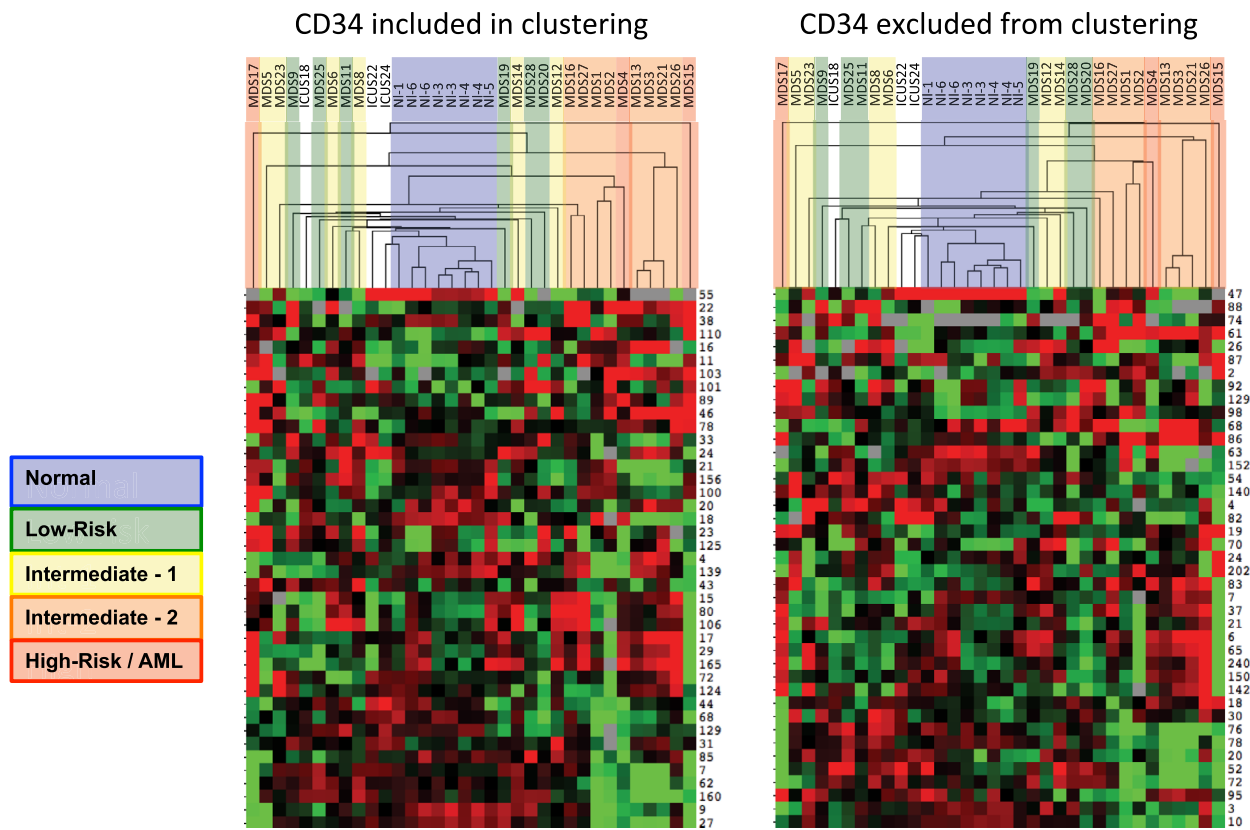 CD34 included in clustering
CD34 excluded from clustering
MDS17
MDS5
MDS23
MDS9
ICUS18
MDS25
MDS6
MDS11
MDS8
ICUS22
ICUS24
NI-1
NI-6
NI-6
NI-3
NI-3
NI-4
NI-4
NI-5
MDS19
MDS14
MDS28
MDS20
MDS12
MDS16
MDS27
MDS1
MDS2
MDS4
MDS13
MDS3
MDS21
MDS26
MDS15
MDS17
MDS5
MDS23
MDS9
ICUS18
MDS25
MDS11
MDS8
MDS6
ICUS22
ICUS24
NI-1
NI-6
NI-6
NI-3
NI-3
NI-4
NI-4
NI-5
MDS19
MDS12
MDS14
MDS28
MDS20
MDS16
MDS27
MDS1
MDS2
MDS4
MDS13
MDS3
MDS21
MDS26
MDS15
55
22
38
110
16
11
103
101
89
46
78
33
24
21
156
100
20
18
23
125
4
139
43
15
80
106
17
29
165
72
124
44
68
129
31
85
7
62
160
9
27
47
88
74
61
26
87
2
92
129
98
68
86
63
152
54
140
4
82
19
70
24
202
83
7
37
21
6
65
240
150
142
18
30
76
78
20
52
72
95
3
10
Normal
Low-Risk
Intermediate - 1
Intermediate - 2
High-Risk / AML